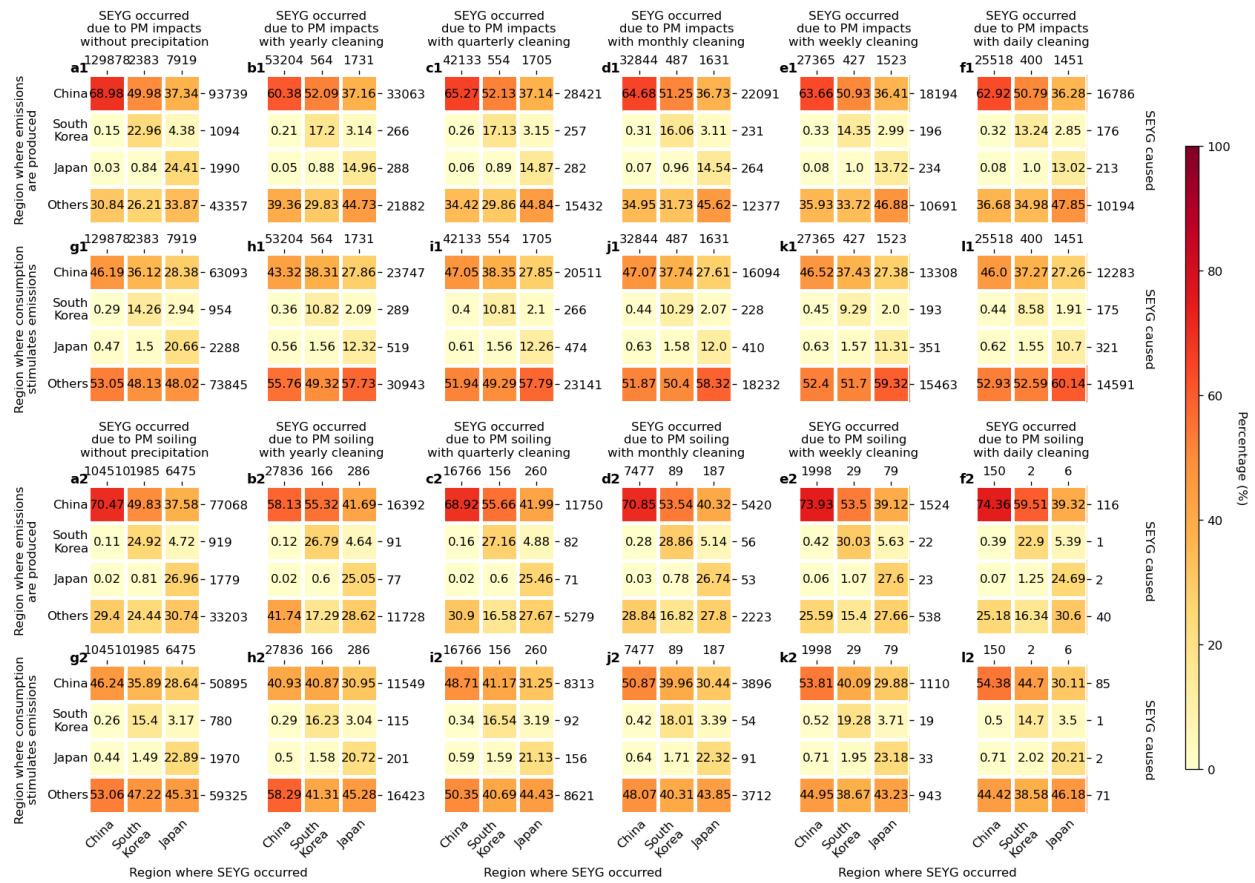 SEYG occurred SEYG occurred SEYG occurred SEYG occurred SEYG occurred SEYG occurred
due to PM impacts due to PM impacts due to PM impacts due to PM impacts due to PM impacts due to PM impacts
without precipitation with yearly cleaning with quarterly cleaning with monthly cleaning with weekly cleaning with daily cleaning
129878 2383 7919 53204 564 1731 42133 554 1705 32844 487 1631 27365 427 1523 25518 400 1451
a1 b1 c1 d1 e1 f1
China 68.98 49.98 37.34 93739 60.38 52.09 37.16 33063 65.27 52.13 37.14 28421 64.68 51.25 36.73 22091 63.66 50.93 36.41 18194 62.92 50.79 36.28 16786
South Korea 0.15 22.96 4.38 1094 0.21 17.2 3.14 266 0.26 17.13 3.15 257 0.31 16.06 3.11 231 0.33 14.35 2.99 196 0.32 13.24 2.85 176
Japan 0.03 0.84 24.41 1990 0.05 0.88 14.96 288 0.06 0.89 14.87 282 0.07 0.96 14.54 264 0.08 1.0 13.72 234 0.08 1.0 13.02 213
Others 30.84 26.21 33.87 43357 39.36 29.83 44.73 21882 34.42 29.86 44.84 15432 34.95 31.73 45.62 12377 35.93 33.72 46.88 10691 36.68 34.98 47.85 10194
Region where emissions
are produced
SEYG caused
129878 2383 7919 53204 564 1731 42133 554 1705 32844 487 1631 27365 427 1523 25518 400 1451
g1 h1 i1 j1 k1 l1
China 46.19 36.12 28.38 63093 43.32 38.31 27.86 23747 47.05 38.35 27.85 20511 47.07 37.74 27.61 16094 46.52 37.43 27.38 13308 46.0 37.27 27.26 12283
South Korea 0.29 14.26 2.94 954 0.36 10.82 2.09 289 0.4 10.81 2.1 266 0.44 10.29 2.07 228 0.45 9.29 2.0 193 0.44 8.58 1.91 175
Japan 0.47 1.5 20.66 2288 0.56 1.56 12.32 519 0.61 1.56 12.26 474 0.63 1.58 12.0 410 0.63 1.57 11.31 351 0.62 1.55 10.7 321
Others 53.05 48.13 48.02 73845 55.76 49.32 57.73 30943 51.94 49.29 57.79 23141 51.87 50.4 58.32 18232 52.4 51.7 59.32 15463 52.93 52.59 60.14 14591
Region where consumption
stimulates emissions
SEYG caused
SEYG occurred SEYG occurred SEYG occurred SEYG occurred SEYG occurred SEYG occurred
due to PM soiling due to PM soiling due to PM soiling due to PM soiling due to PM soiling due to PM soiling
without precipitation with yearly cleaning with quarterly cleaning with monthly cleaning with weekly cleaning with daily cleaning
104510 1985 6475 27836 166 286 16766 156 260 7477 89 187 1998 29 79 150 2 6
a2 b2 c2 d2 e2 f2
China 70.47 49.83 37.58 77068 58.13 55.32 41.69 16392 68.92 55.66 41.99 11750 70.85 53.54 40.32 5420 73.93 53.5 39.12 1524 74.36 59.51 39.32 116
South Korea 0.11 24.92 4.72 919 0.12 26.79 4.64 91 0.16 27.16 4.88 82 0.28 28.86 5.14 56 0.42 30.03 5.63 22 0.39 22.9 5.39 1
Japan 0.02 0.81 26.96 1779 0.02 0.6 25.05 77 0.02 0.6 25.46 71 0.03 0.78 26.74 53 0.06 1.07 27.6 23 0.07 1.25 24.69 2
Others 29.4 24.44 30.74 33203 41.74 17.29 28.62 11728 30.9 16.58 27.67 5279 28.84 16.82 27.8 2223 25.59 15.4 27.66 538 25.18 16.34 30.6 40
Region where emissions
are produced
SEYG caused
104510 1985 6475 27836 166 286 16766 156 260 7477 89 187 1998 29 79 150 2 6
g2 h2 i2 j2 k2 l2
China 46.24 35.89 28.64 50895 40.93 40.87 30.95 11549 48.71 41.17 31.25 8313 50.87 39.96 30.44 3896 53.81 40.09 29.88 1110 54.38 44.7 30.11 85
South Korea 0.26 15.4 3.17 780 0.29 16.23 3.04 115 0.34 16.54 3.19 92 0.42 18.01 3.39 54 0.52 19.28 3.71 19 0.5 14.7 3.5 1
Japan 0.44 1.49 22.89 1970 0.5 1.58 20.72 201 0.59 1.59 21.13 156 0.64 1.71 22.32 91 0.71 1.95 23.18 33 0.71 2.02 20.21 2
Others 53.06 47.22 45.31 59325 58.29 41.31 45.28 16423 50.35 40.69 44.43 8621 48.07 40.31 43.85 3712 44.95 38.67 43.23 943 44.42 38.58 46.18 71
Region where consumption
stimulates emissions
SEYG caused
China South Korea Japan China South Korea Japan China South Korea Japan China South Korea Japan China South Korea Japan China South Korea Japan
Region where SEYG occurred Region where SEYG occurred Region where SEYG occurred
100
80
60
40
20
0
Percentage (%)